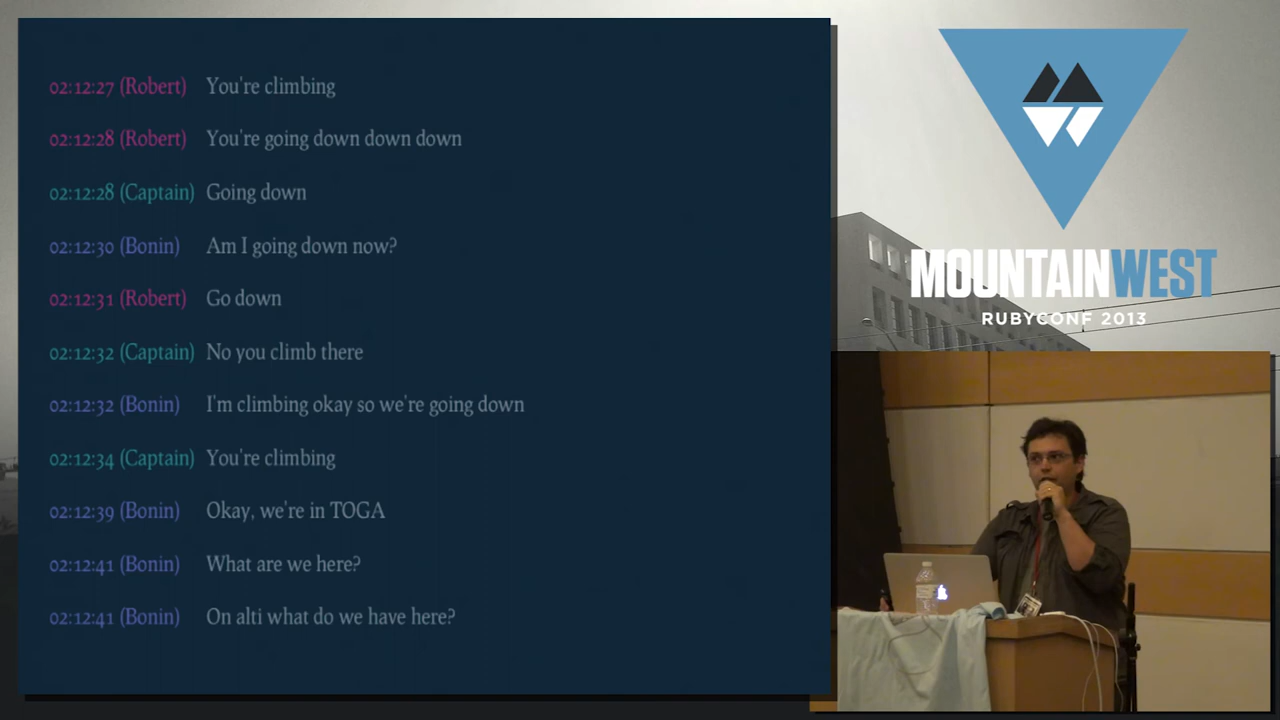 02:12:27 (Robert) You're climbing
02:12:28 (Robert) You're going down down down
02:12:28 (Captain) Going down
02:12:30 (Bonin) Am I going down now?
02:12:31 (Robert) Go down
02:12:32 (Captain) No you climb there
02:12:32 (Bonin) I'm climbing okay so we're going down
02:12:34 (Captain) You're climbing
02:12:39 (Bonin) Okay, we're in TOGA
02:12:41 (Bonin) What are we here?
02:12:41 (Bonin) On alti what do we have here?
MOUNTAINWEST
RUBYCONF 2013